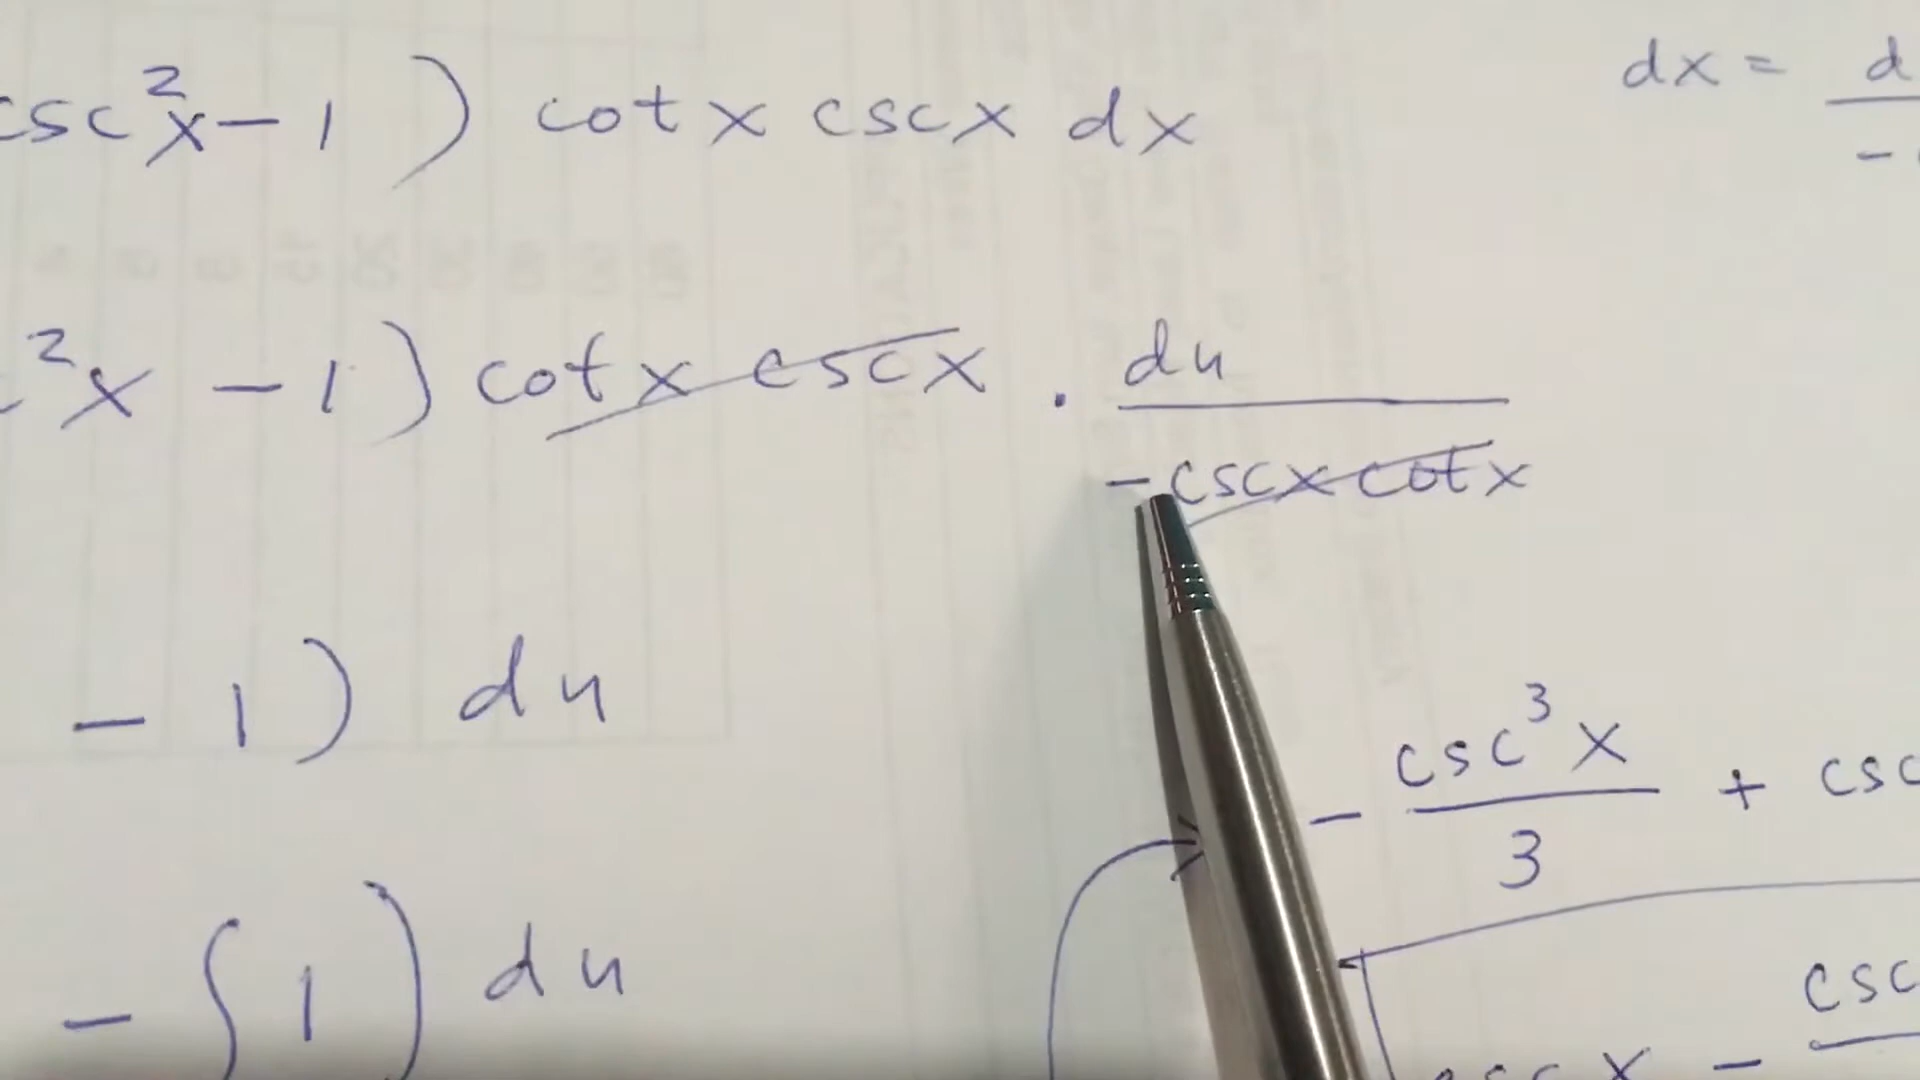 csc²x - 1 ) cot x csc x dx
dx = d
-
²x - 1 ) cot x csc x . du
- csc x cot x
- 1 ) du
- csc³ x + csc
3
- ∫ 1 ) du
csc
csc x -